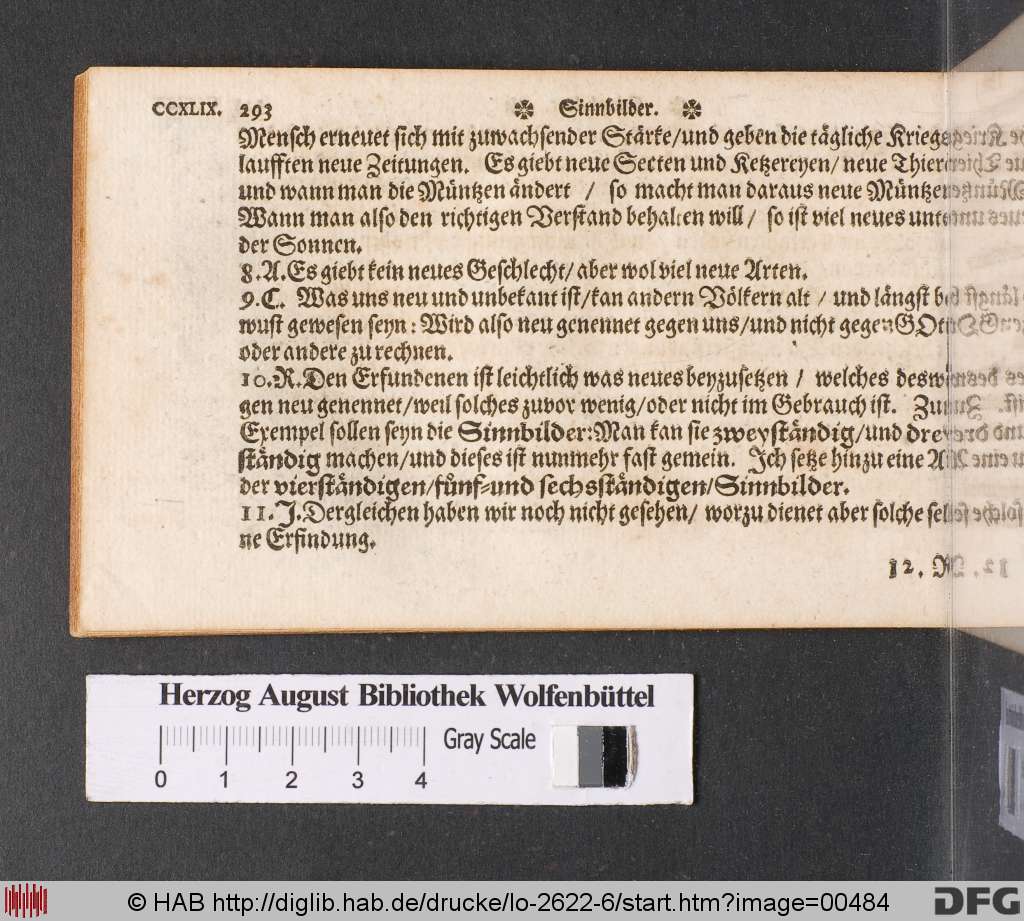 CCXLIX. 293 ✼ Sinnbilder. ✼
Mensch erneuet sich mit zuwachsender Stärke/und geben die tägliche Kriegs-
laufften neue Zeitungen. Es giebt neue Secten und Ketzereyen/ neue Thier
und wann man die Müntzen ändert / so macht man daraus neue Müntzen
Wann man also den richtigen Verstand behalten will / so ist viel neues unter
der Sonnen.
8.A. Es giebt kein neues Geschlecht/ aber wol viel neue Arten.
9.C. Was uns neu und unbekant ist/kan andern Völkern alt / und längst be
wust gewesen seyn: Wird also neu genennet gegen uns/und nicht gegen GOtt
oder andere zu rechnen.
10.R. Den Erfundenen ist leichtlich was neues beyzusetzen / welches deswe
gen neu genennet/weil solches zuvor wenig/oder nicht im Gebrauch ist. Zum
Exempel sollen seyn die Sinnbilder: Man kan sie zweyständig/und drey
ständig machen/und dieses ist nunmehr fast gemein. Ich setze hinzu eine Art
der vierständigen/fünf-und sechsständigen/Sinnbilder.
11.J. Dergleichen haben wir noch nicht gesehen/ worzu dienet aber solche sel
ne Erfindung.
12. R.
Herzog August Bibliothek Wolfenbüttel
0 1 2 3 4 Gray Scale
© HAB http://diglib.hab.de/drucke/lo-2622-6/start.htm?image=00484 DFG